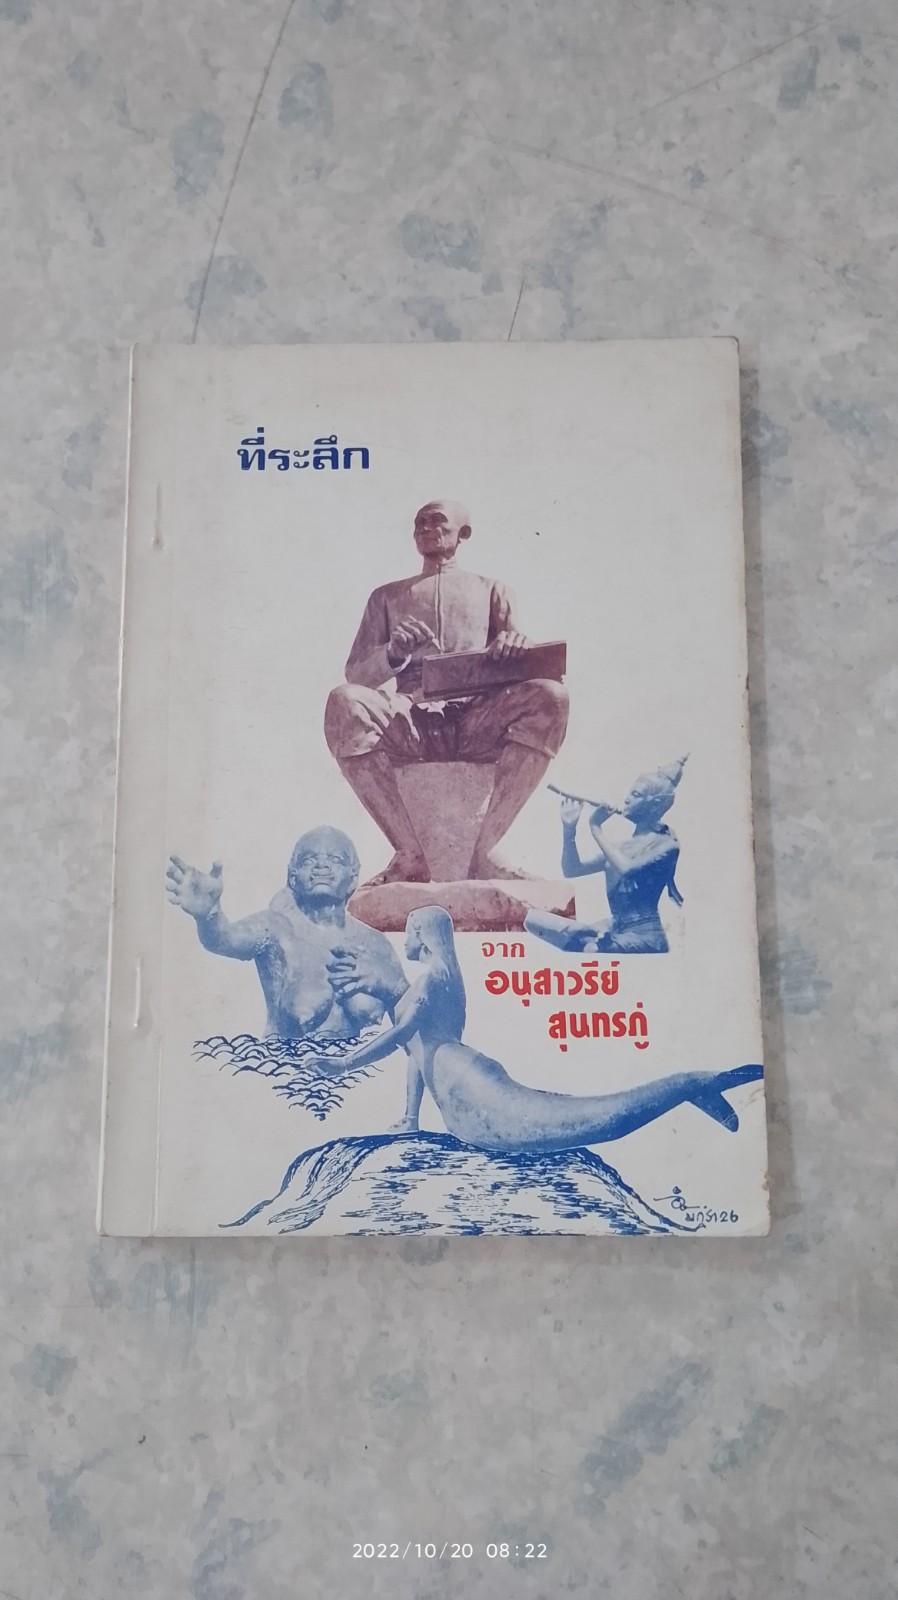 ที่ระลึก
จาก
อนุสาวรีย์
สุนทรภู่
2022/10/20 08:22